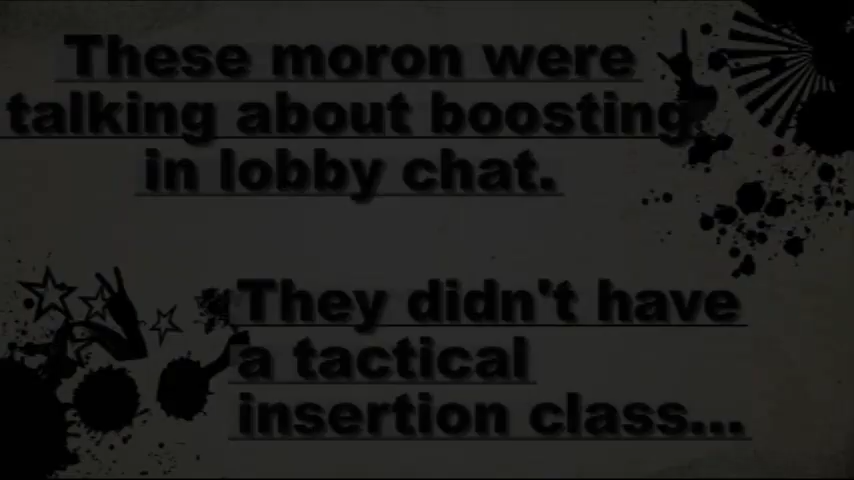 These moron were
talking about boosting
in lobby chat.
They didn't have
a tactical
insertion class...